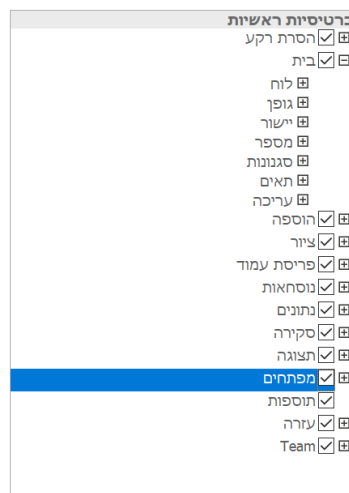 כרטיסיות ראשיות
הסרת רקע
בית
לוח
גופן
יישור
מספר
סגנונות
תאים
עריכה
הוספה
ציור
פריסת עמוד
נוסחאות
נתונים
סקירה
תצוגה
מפתחים
תוספות
עזרה
Team